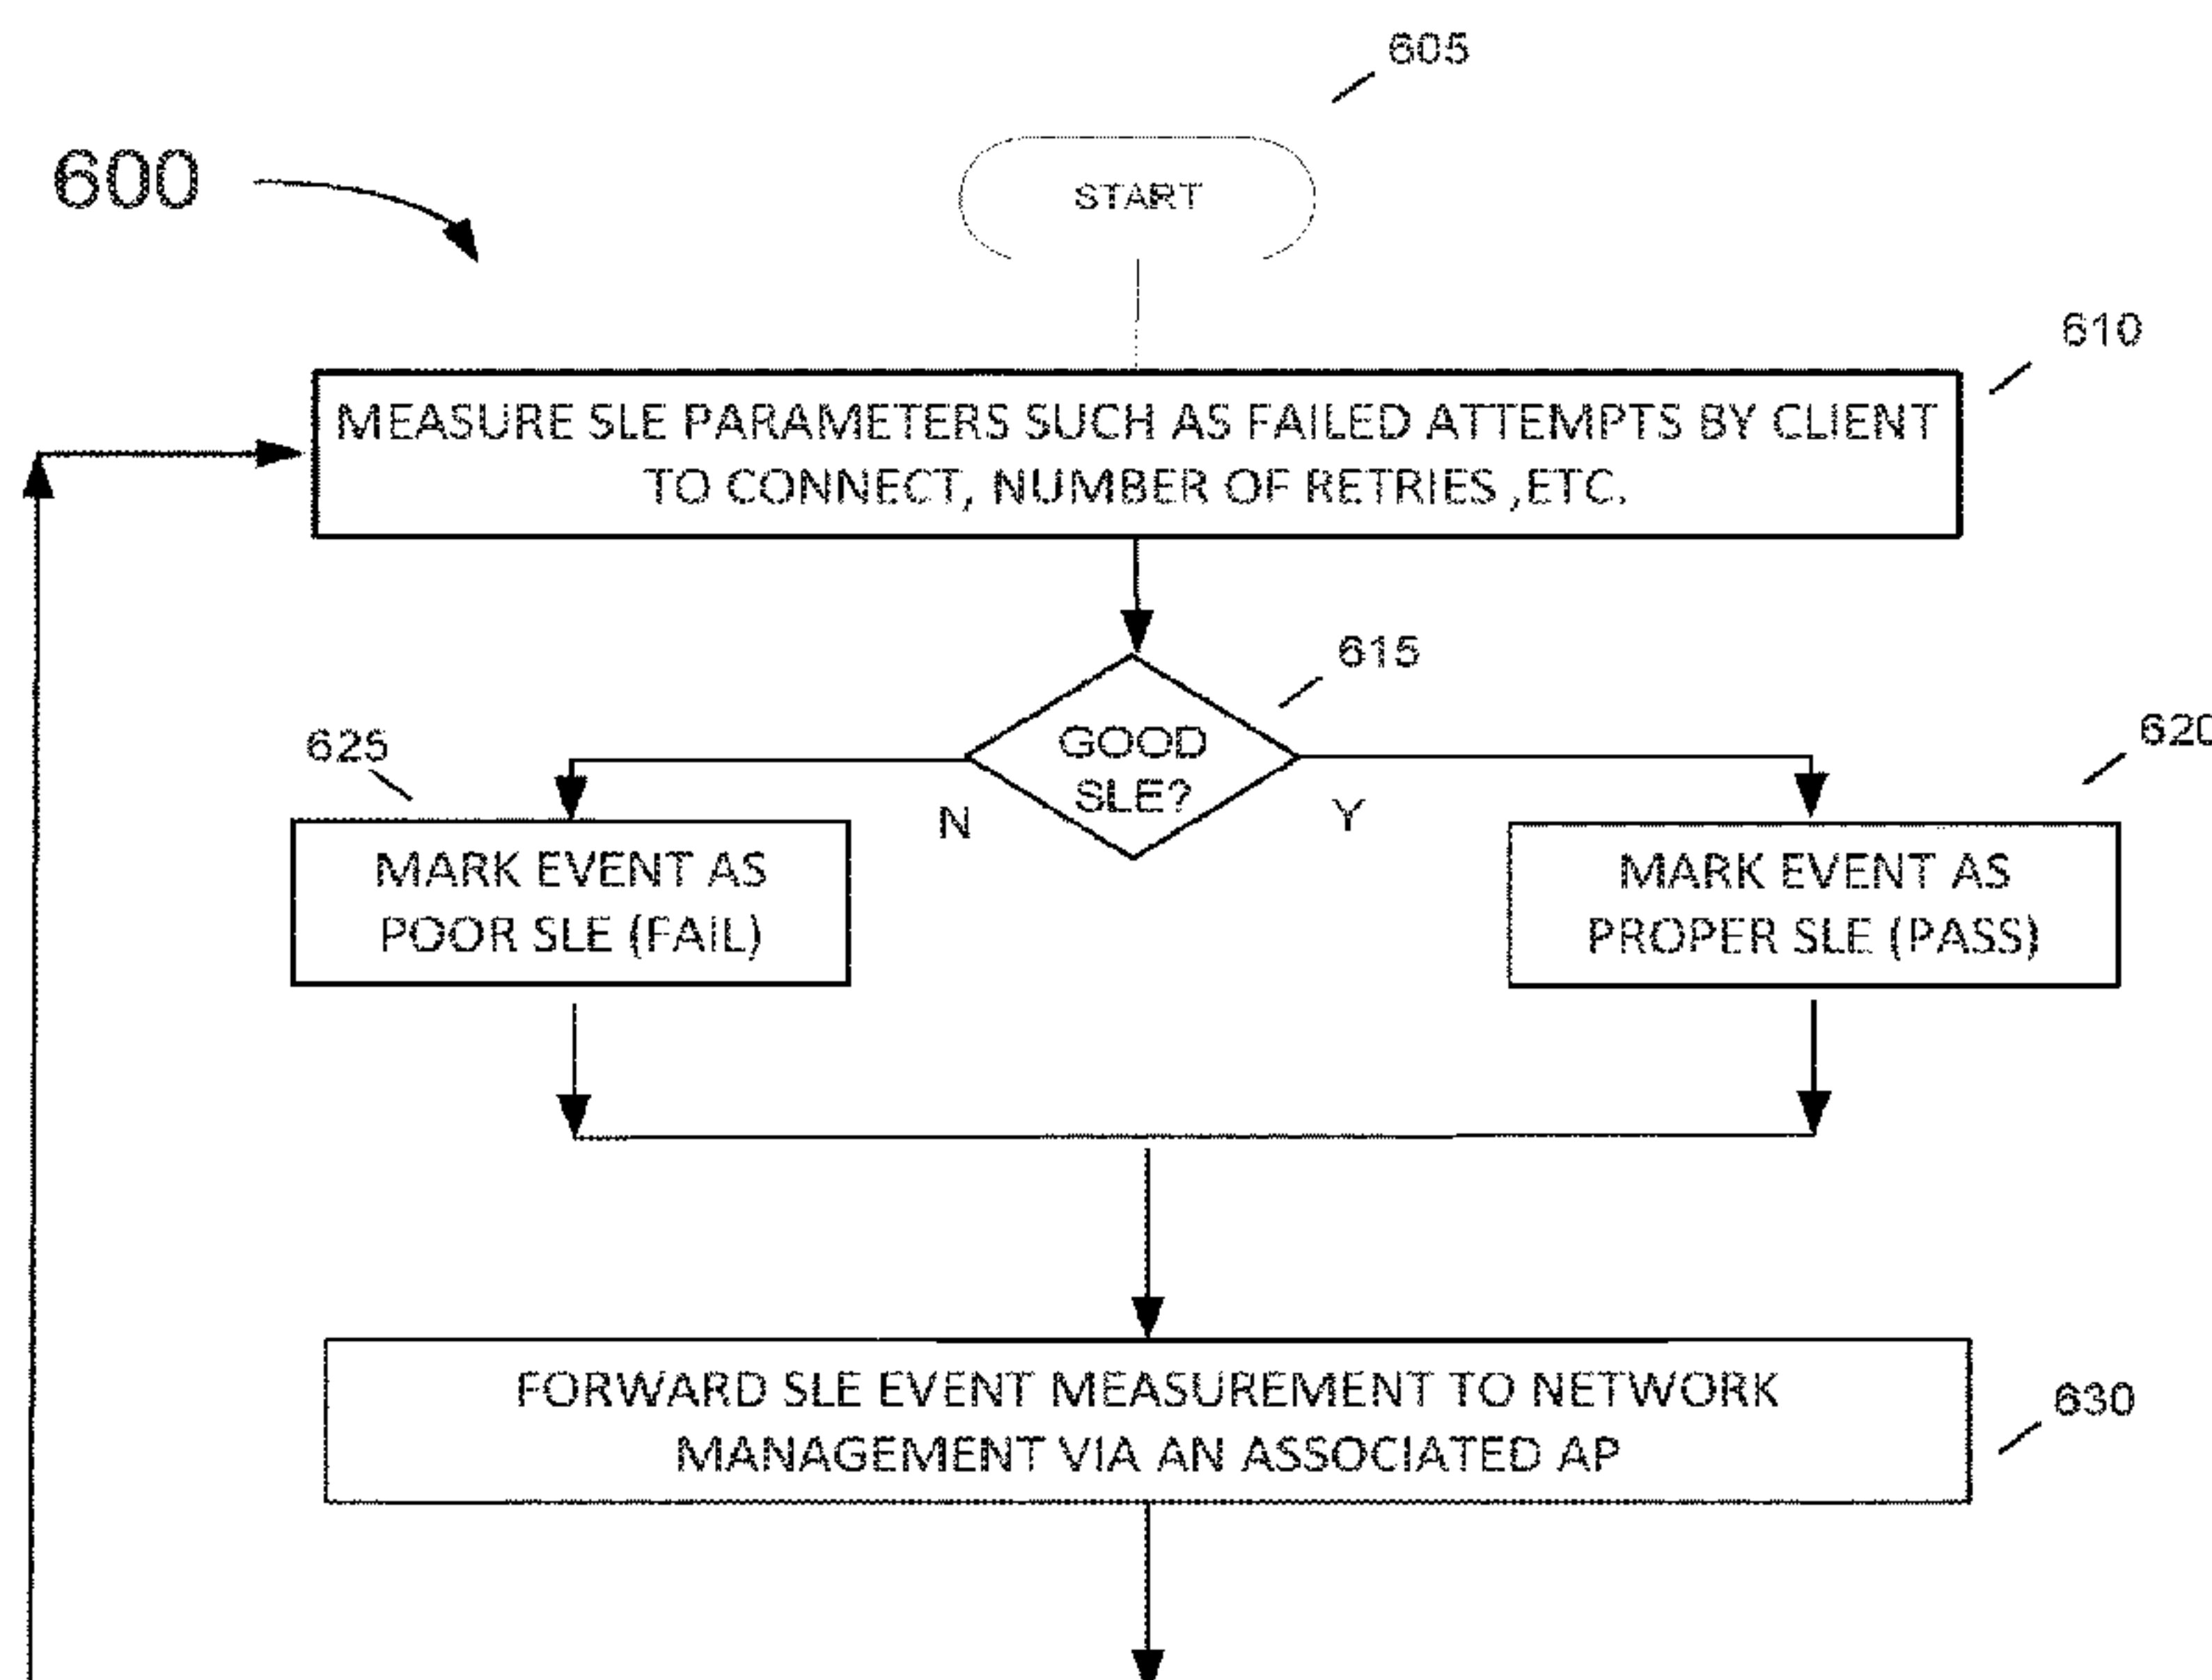 605
600
START
610
MEASURE SLE PARAMETERS SUCH AS FAILED ATTEMPTS BY CLIENT
TO CONNECT, NUMBER OF RETRIES ,ETC.
615
GOOD
SLE?
N
Y
625
620
MARK EVENT AS
POOR SLE (FAIL)
MARK EVENT AS
PROPER SLE (PASS)
FORWARD SLE EVENT MEASUREMENT TO NETWORK
MANAGEMENT VIA AN ASSOCIATED AP
630